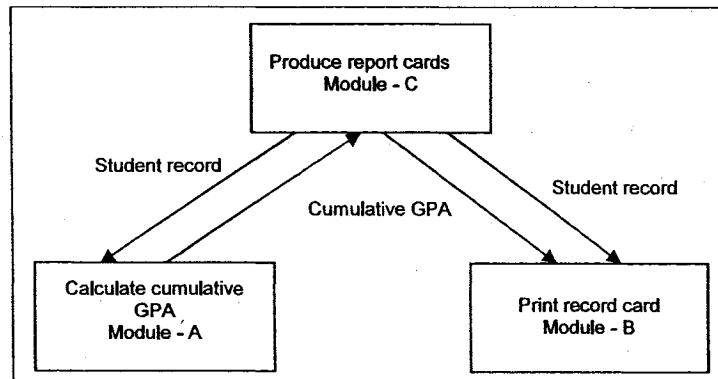 Produce report cards
Module - C
Student record
Student record
Cumulative GPA
Calculate cumulative
GPA
Module - A
Print record card
Module - B